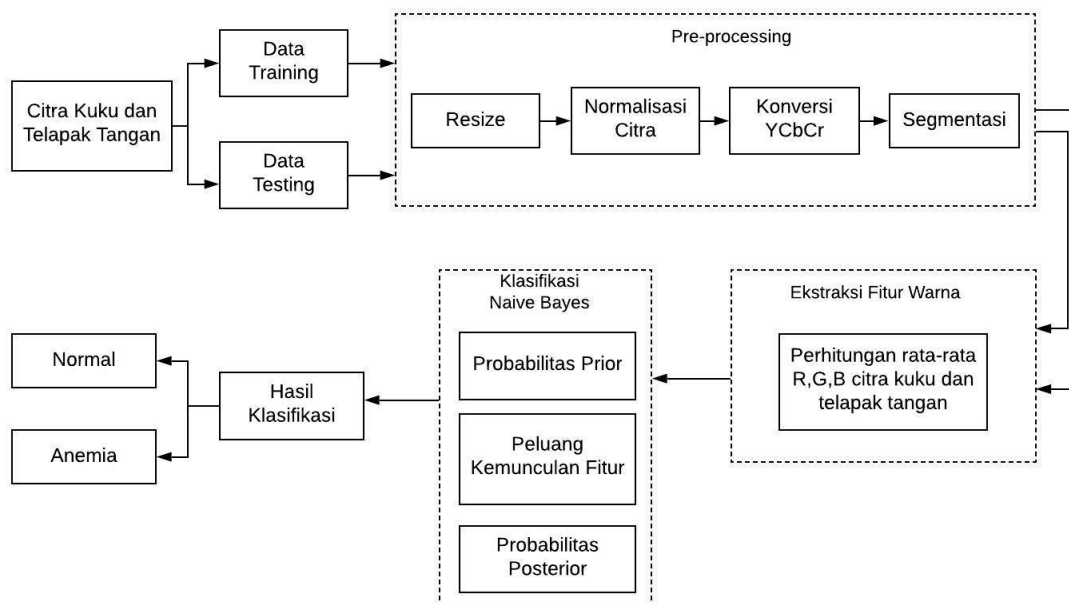 Citra Kuku dan
Telapak Tangan
Data
Training
Data
Testing
Pre-processing
Resize
Normalisasi
Citra
Konversi
YCbCr
Segmentasi
Ekstraksi Fitur Warna
Perhitungan rata-rata
R,G,B citra kuku dan
telapak tangan
Klasifikasi
Naive Bayes
Probabilitas Prior
Peluang
Kemunculan Fitur
Probabilitas
Posterior
Hasil
Klasifikasi
Normal
Anemia